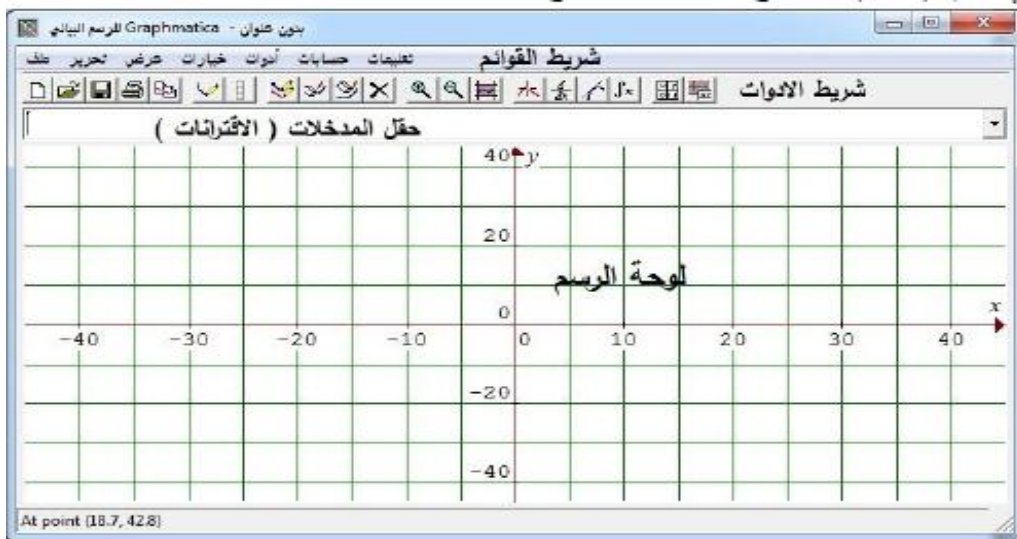 بدون عنوان - Graphmatica للرسم البياني
ملف تحرير عرض خيارات أدوات حسابات تعليمات شريط القوائم
شريط الادوات
حقل المدخلات ( الاقترانات )
40 y
20
لوحة الرسم
0 x
-40 -30 -20 -10 0 10 20 30 40
-20
-40
At point (18.7, 42.8)